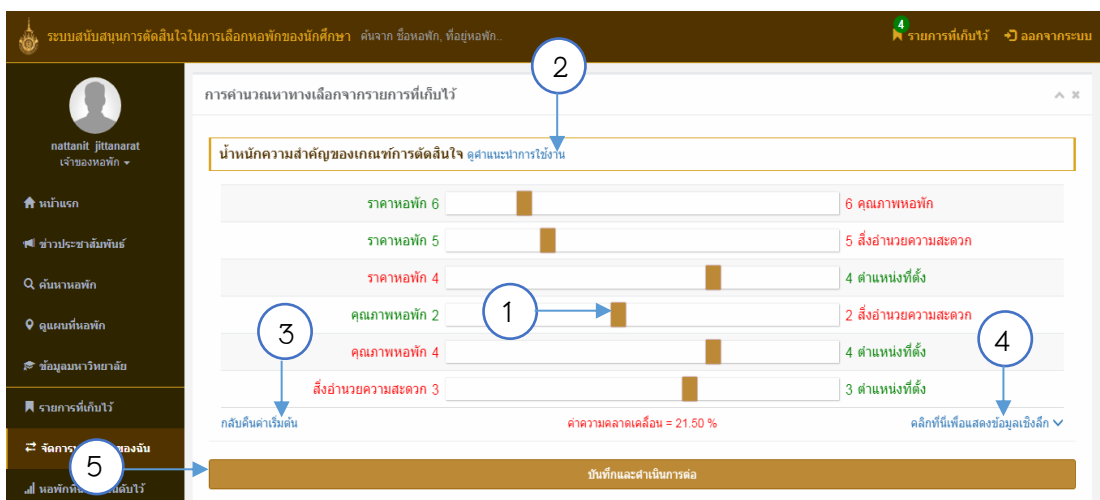 ระบบสนับสนุนการตัดสินใจในการเลือกหอพักของนักศึกษา ค้นจาก ชื่อหอพัก, ที่อยู่หอพัก.. 4 รายการที่เก็บไว้ ออกจากระบบ
2
การคำนวณหาทางเลือกจากรายการที่เก็บไว้
nattanit jittanarat
เจ้าของหอพัก
น้ำหนักความสำคัญของเกณฑ์การตัดสินใจ ดูคำแนะนำการใช้งาน
หน้าแรก
ข่าวประชาสัมพันธ์
ค้นหาหอพัก
ดูแผนที่หอพัก
ข้อมูลมหาวิทยาลัย
รายการที่เก็บไว้
ราคาหอพัก 6 6 คุณภาพหอพัก
ราคาหอพัก 5 5 สิ่งอำนวยความสะดวก
ราคาหอพัก 4 4 ตำแหน่งที่ตั้ง
คุณภาพหอพัก 2 1 2 สิ่งอำนวยความสะดวก
3 4
คุณภาพหอพัก 4 4 ตำแหน่งที่ตั้ง
สิ่งอำนวยความสะดวก 3 3 ตำแหน่งที่ตั้ง
กลับคืนค่าเริ่มต้น ค่าความคลาดเคลื่อน = 21.50 % คลิกที่นี่เพื่อแสดงข้อมูลเชิงลึก
5
บันทึกและดำเนินการต่อ